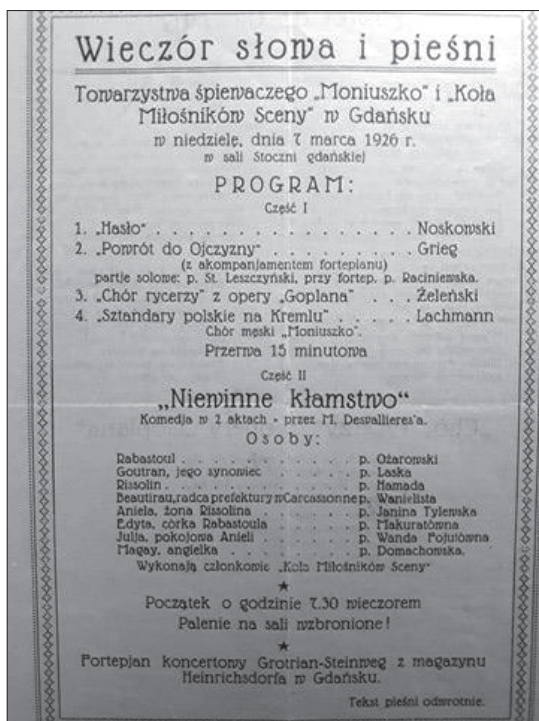 Wieczór słowa i pieśni
Towarzystwa śpiewaczego „Moniuszko” i „Koła
Miłośników Sceny” w Gdańsku
w niedzielę, dnia 7 marca 1926 r.
w sali Stoczni gdańskiej
PROGRAM:
Część I
1. „Hasło” . . . . . . . . . . . . . . . . . Noskowski
2. „Powrót do Ojczyzny” . . . . . . . . . Grieg
(z akompanjamentem fortepianu)
partje solowe: p. St. Leszczyński, przy fortep. p. Raciniewska.
3. „Chór rycerzy” z opery „Goplana” . . . Żeleński
4. „Sztandary polskie na Kremlu” . . . . . Lachmann
Chór męski „Moniuszko”.
Przerwa 15 minutowa
Część II
„Niewinne kłamstwo”
Komedja w 2 aktach - przez M. Desvallieres'a.
Osoby:
Rabastoul . . . . . . . . . . p. Ożarowski
Goutran, jego synowiec . . . . . p. Laska
Rissolin . . . . . . . . . . p. Hamada
Beautirau, radca prefektury w Carcassonne p. Wanielista
Aniela, żona Rissolina . . . . . p. Janina Tylewska
Edyta, córka Rabastoula . . . . . p. Makuratówna
Julja, pokojowa Anieli . . . . . p. Wanda Pojutówna
Magay, angielka . . . . . . . p. Domachowska.
Wykonają członkowie „Koła Miłośników Sceny”
★
Początek o godzinie 7.30 wieczorem
Palenie na sali wzbronione!
★
Fortepjan koncertowy Grotrian-Steinweg z magazynu
Heinrichsdorfa w Gdańsku.
Tekst pieśni odwrotnie.